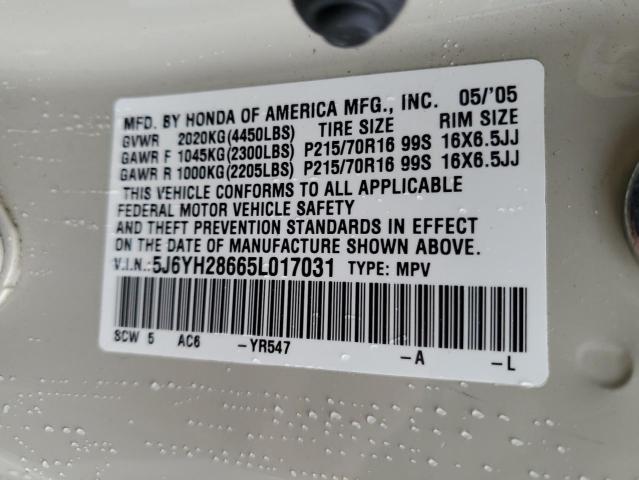 MFD. BY HONDA OF AMERICA MFG., INC. 05/'05
GVWR 2020KG(4450LBS) TIRE SIZE RIM SIZE
GAWR F 1045KG(2300LBS) P215/70R16 99S 16X6.5JJ
GAWR R 1000KG(2205LBS) P215/70R16 99S 16X6.5JJ
THIS VEHICLE CONFORMS TO ALL APPLICABLE
FEDERAL MOTOR VEHICLE SAFETY
AND THEFT PREVENTION STANDARDS IN EFFECT
ON THE DATE OF MANUFACTURE SHOWN ABOVE.
V.I.N.:5J6YH28665L017031 TYPE: MPV
SCW 5 AC6 -YR547 -A -L